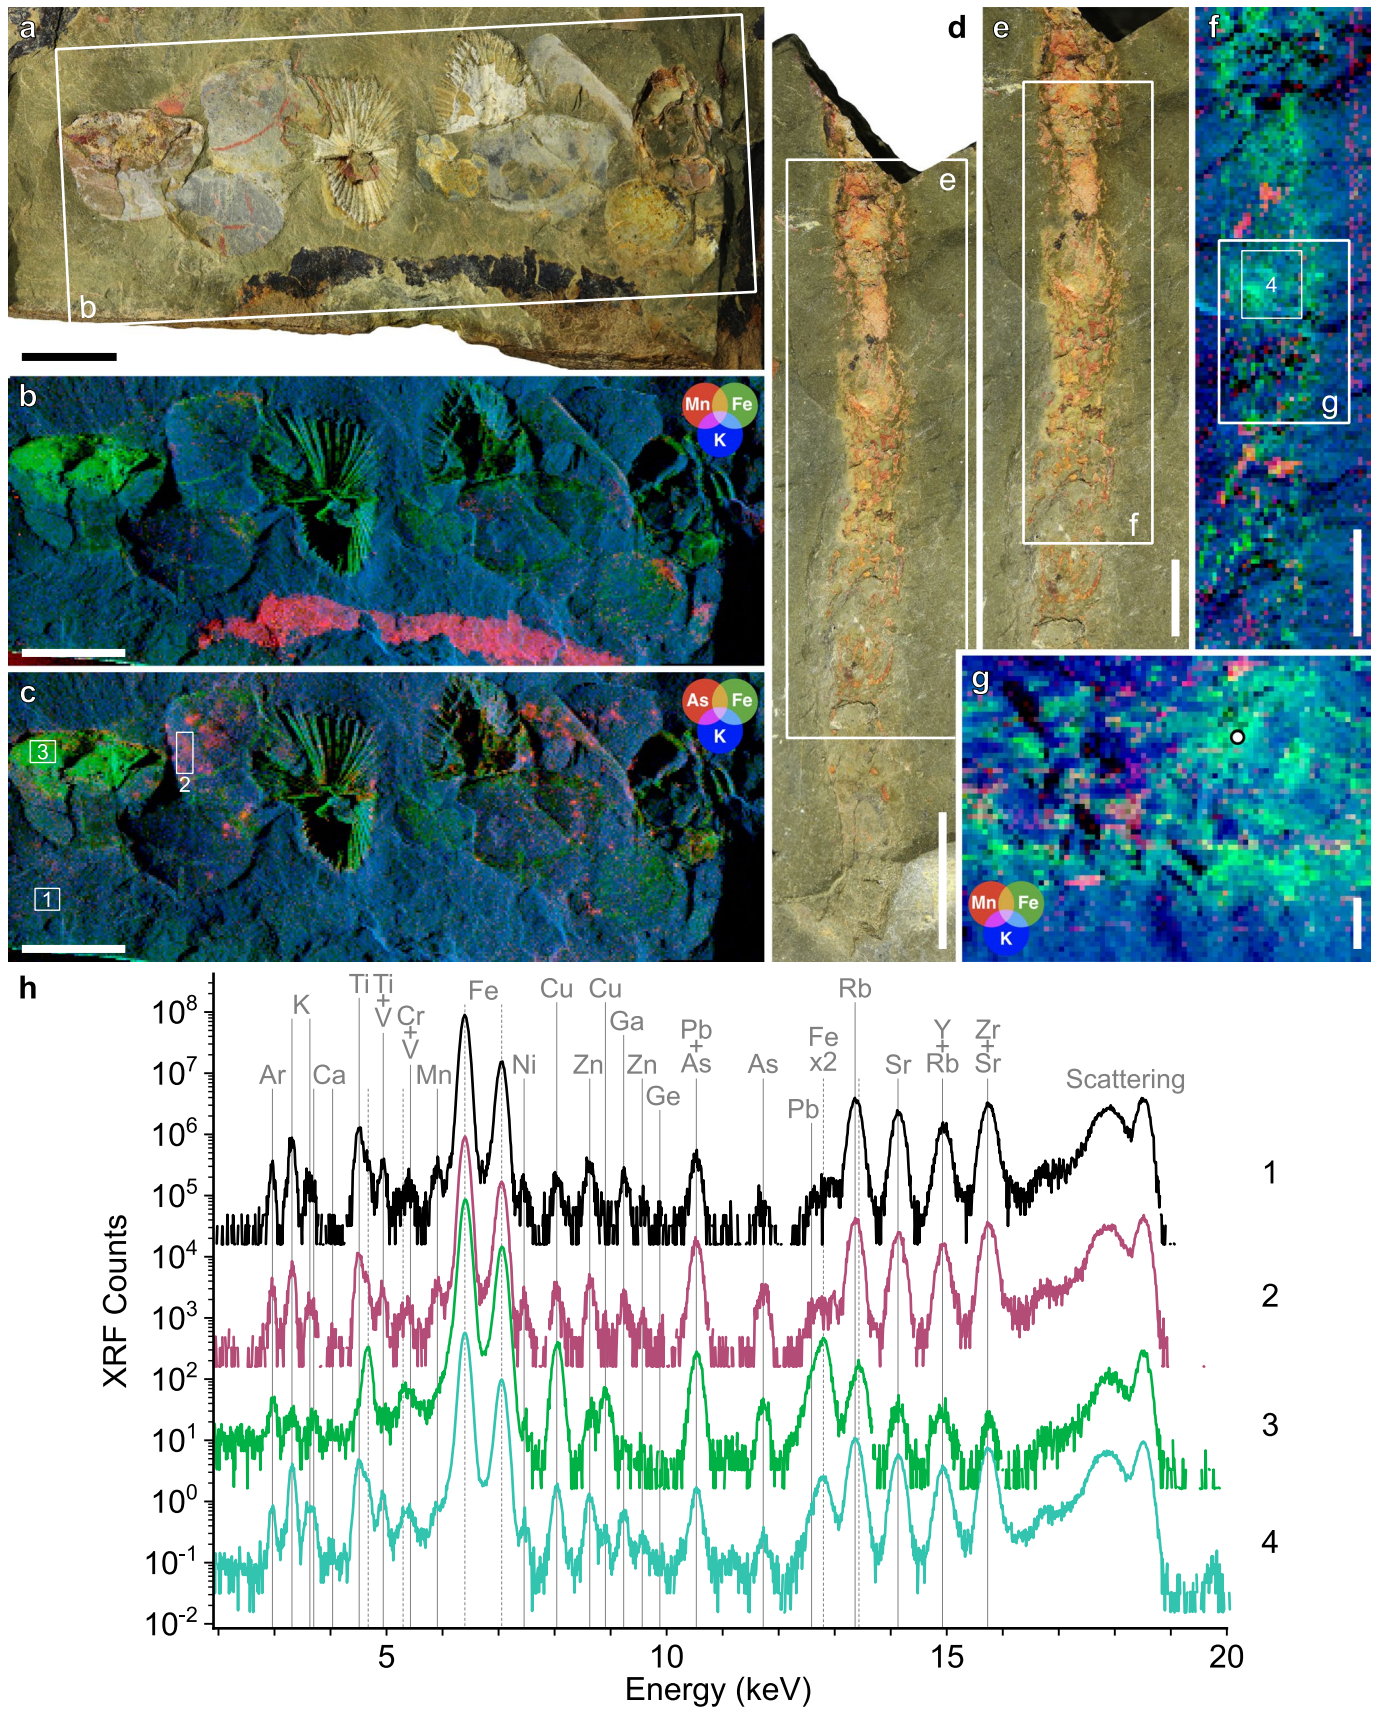 a
b
b
Mn Fe
K
c
As Fe
K
3
2
1
d
e
e
f
f
4
g
g
Mn Fe
K
h
XRF Counts
10⁸
10⁷
10⁶
10⁵
10⁴
10³
10²
10¹
10⁰
10⁻¹
10⁻²
Ar
K
Ca
Ti
Ti
+
V
Cr
+
V
Mn
Fe
Ni
Cu
Zn
Cu
Ga
Zn
Ge
Pb
+
As
As
Pb
Fe
x2
Rb
Sr
Y
+
Rb
Zr
+
Sr
Scattering
1
2
3
4
5
10
15
20
Energy (keV)